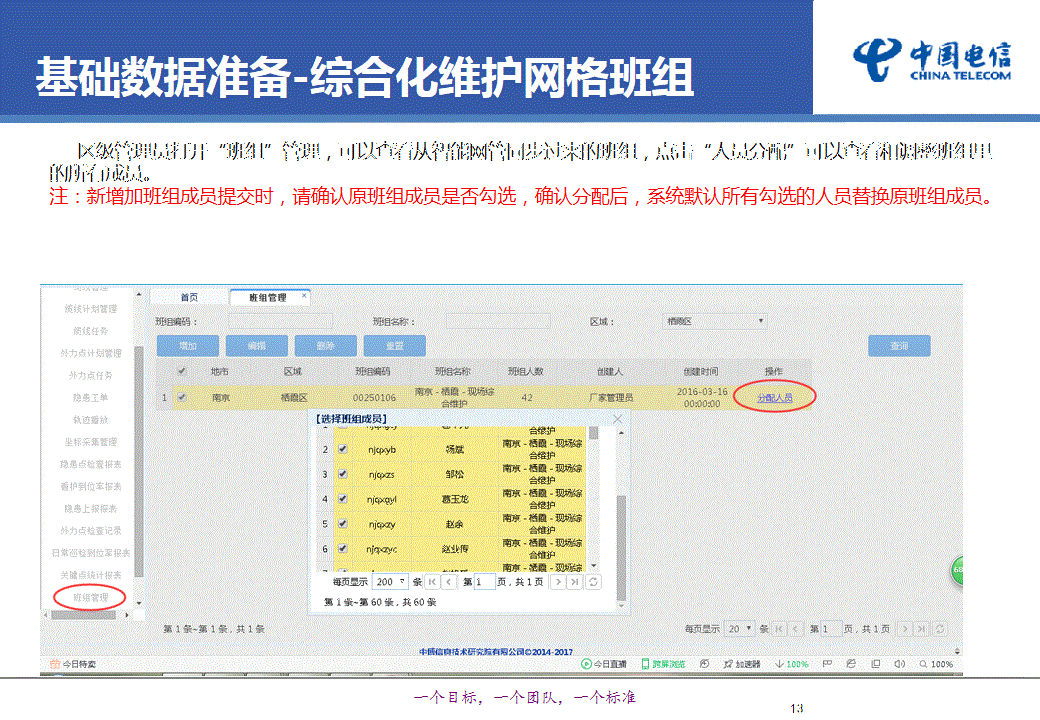 基础数据准备-综合化维护网格班组
中国电信
CHINA TELECOM
区级管理员打开“班组”管理，可以查看从智能网管同步过来的班组，点击“人员分配”可以查看和调整班组里
的所有成员。
注：新增加班组成员提交时，请确认原班组成员是否勾选，确认分配后，系统默认所有勾选的人员替换原班组成员。
缆线计划管理
缆线任务
外力点计划管理
外力点任务
隐患工单
轨迹播放
坐标采集管理
隐患点检查报表
看护到位率报表
隐患上报报表
外力点检查记录
日常巡检到位率报表
关键点统计报表
班组管理
首页 班组管理 ×
班组编码： 班组名称： 区域： 栖霞区
增加 编辑 删除 重置 查询
地市 区域 班组编码 班组名称 班组人数 创建人 创建时间 操作
1 南京 栖霞区 00250106 南京-栖霞-现场综合维护 42 厂家管理员 2016-03-16 00:00:00 分配人员
【选择班组成员】
合维护
2 njqxyb 杨斌 南京-栖霞-现场综合维护
3 njqxzs 邹松 南京-栖霞-现场综合维护
4 njqxgyl 葛玉龙 南京-栖霞-现场综合维护
5 njqxzy 赵余 南京-栖霞-现场综合维护
6 njqxzyc 赵业传 南京-栖霞-现场综合维护
南京-栖霞-现场综
每页显示 200 条 第 1 页，共 1 页
第 1 条~第 60 条，共 60 条
第 1 条~第 1 条，共 1 条
每页显示 20 条 第 1 页，共 1 页
中博信息技术研究院有限公司©2014-2017
今日特卖 今日直播 跨屏浏览 加速器 100% 100%
一个目标，一个团队，一个标准
13